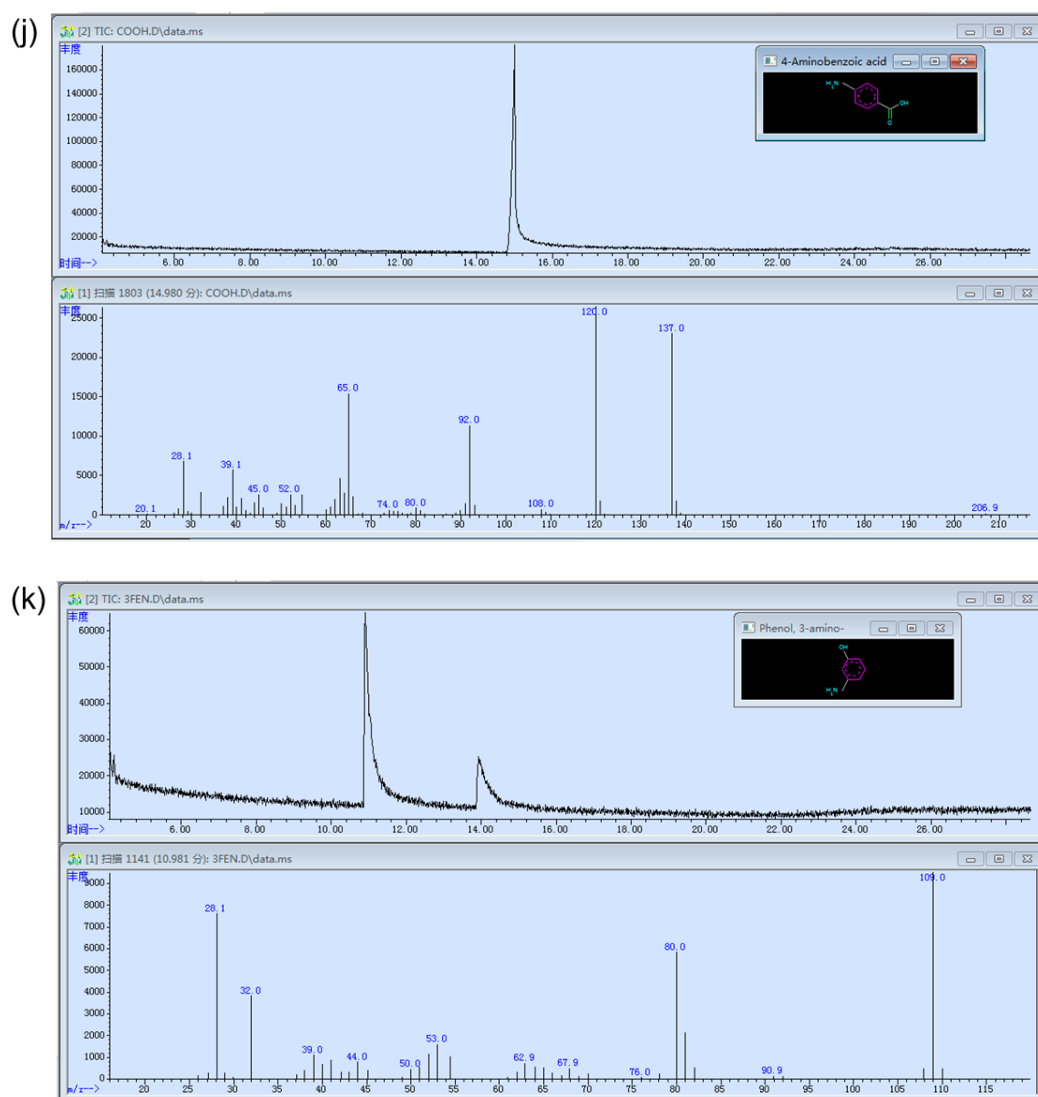 (j)
[2] TIC: COOH.D\data.ms
丰度
4-Aminobenzoic acid
H2N
OH
O
160000
140000
120000
100000
80000
60000
40000
20000
时间-->
6.00 8.00 10.00 12.00 14.00 16.00 18.00 20.00 22.00 24.00 26.00
[1] 扫描 1803 (14.980 分): COOH.D\data.ms
丰度
25000
20000
15000
10000
5000
0
120.0
137.0
65.0
92.0
28.1
39.1
45.0
52.0
20.1
74.0
80.0
108.0
206.9
m/z-->
20 30 40 50 60 70 80 90 100 110 120 130 140 150 160 170 180 190 200 210
(k)
[2] TIC: 3FEN.D\data.ms
丰度
Phenol, 3-amino-
OH
H2N
60000
50000
40000
30000
20000
10000
时间-->
6.00 8.00 10.00 12.00 14.00 16.00 18.00 20.00 22.00 24.00 26.00
[1] 扫描 1141 (10.981 分): 3FEN.D\data.ms
丰度
9000
8000
7000
6000
5000
4000
3000
2000
1000
0
109.0
28.1
80.0
32.0
39.0
44.0
50.0
53.0
62.9
67.9
76.0
90.9
m/z-->
20 25 30 35 40 45 50 55 60 65 70 75 80 85 90 95 100 105 110 115